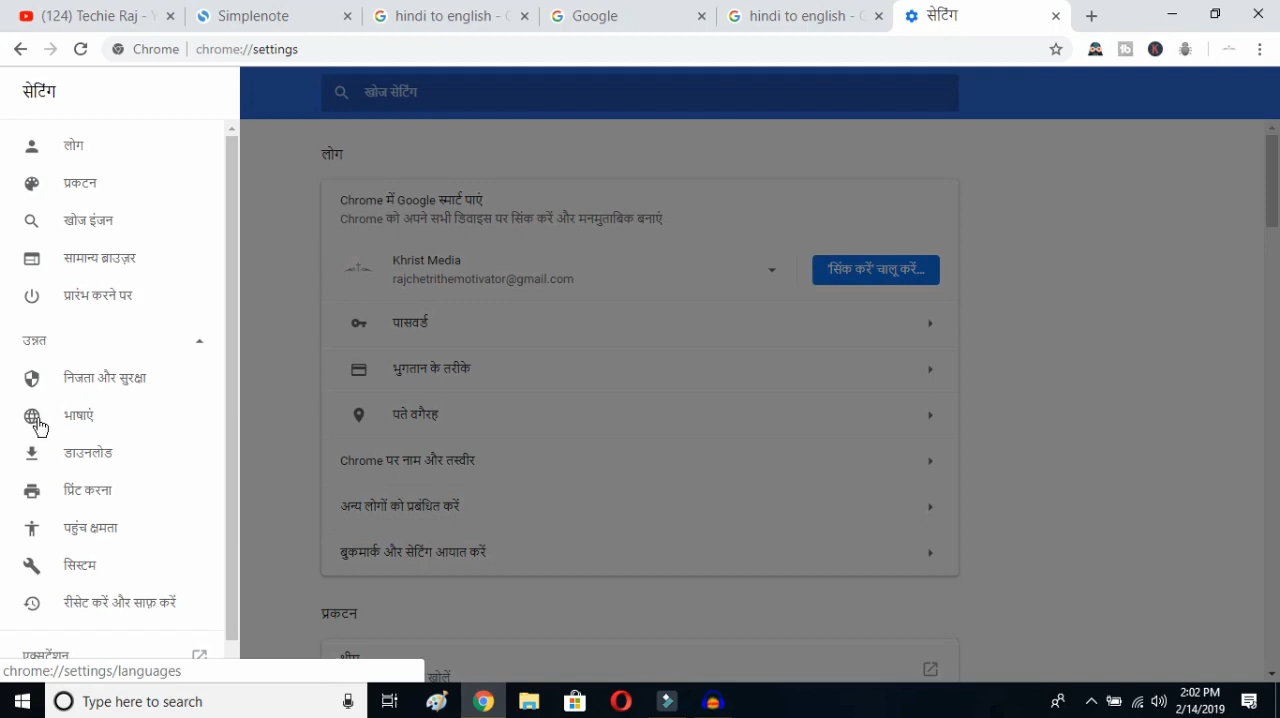 (124) Techie Raj - Y
Simplenote
hindi to english - G
Google
hindi to english - G
सेटिंग
Chrome
chrome://settings
सेटिंग
खोज सेटिंग
लोग
प्रकटन
खोज इंजन
सामान्य ब्राउज़र
प्रारंभ करने पर
उन्नत
निजता और सुरक्षा
भाषाएं
डाउनलोड
प्रिंट करना
पहुंच क्षमता
सिस्टम
रीसेट करें और साफ़ करें
एक्सटेंशन
लोग
Chrome में Google स्मार्ट पाएं
Chrome को अपने सभी डिवाइस पर सिंक करें और मनमुताबिक बनाएं
Khrist Media
rajchetrithemotivator@gmail.com
'सिंक करें' चालू करें...
पासवर्ड
भुगतान के तरीके
पते वगैरह
Chrome पर नाम और तस्वीर
अन्य लोगों को प्रबंधित करें
बुकमार्क और सेटिंग आयात करें
प्रकटन
थीम
खोलें
chrome://settings/languages
Type here to search
2:02 PM
2/14/2019